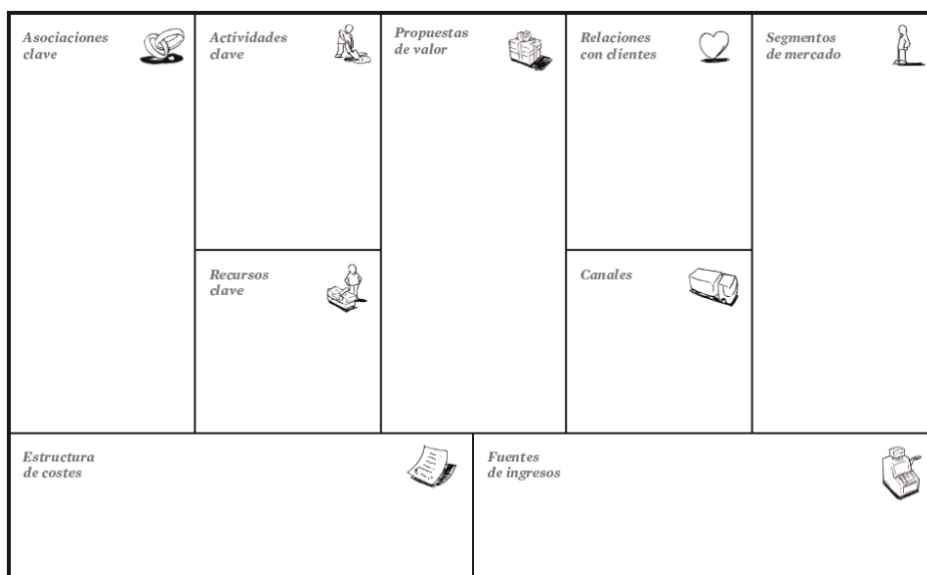 Asociaciones
clave
Actividades
clave
Propuestas
de valor
Relaciones
con clientes
Segmentos
de mercado
Recursos
clave
Canales
Estructura
de costes
Fuentes
de ingresos